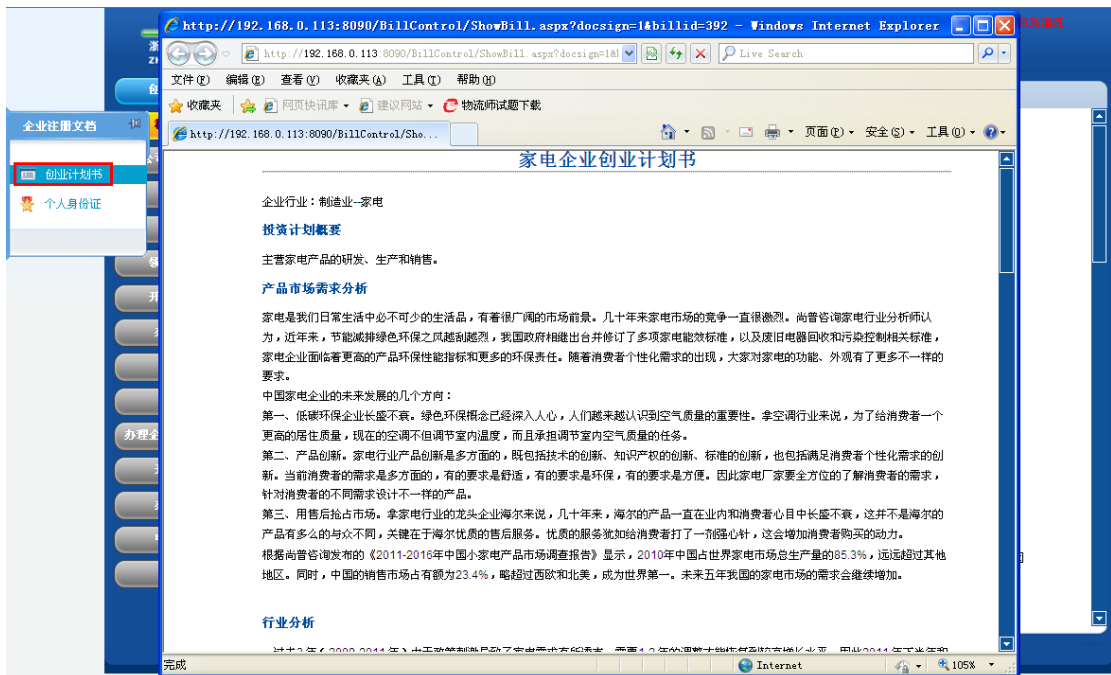 http://192.168.0.113:8090/BillControl/ShowBill.aspx?docsign=1&billid=392 - Windows Internet Explorer
http://192.168.0.113:8090/BillControl/ShowBill.aspx?docsign=1&l
Live Search
文件(F) 编辑(E) 查看(V) 收藏夹(A) 工具(T) 帮助(H)
收藏夹 网页快讯库 建议网站 物流师试题下载
http://192.168.0.113:8090/BillControl/Sho...
页面(P) 安全(S) 工具(O)
企业注册文档
创业计划书
个人身份证
办理企
家电企业创业计划书
企业行业：制造业--家电
投资计划概要
主营家电产品的研发、生产和销售。
产品市场需求分析
家电是我们日常生活中必不可少的生活品，有着很广阔的市场前景。几十年来家电市场的竞争一直很激烈。尚普咨询家电行业分析师认
为，近年来，节能减排绿色环保之风越刮越烈，我国政府相继出台并修订了多项家电能效标准，以及废旧电器回收和污染控制相关标准，
家电企业面临着更高的产品环保性能指标和更多的环保责任。随着消费者个性化需求的出现，大家对家电的功能、外观有了更多不一样的
要求。
中国家电企业的未来发展的几个方向：
第一、低碳环保企业长盛不衰。绿色环保概念已经深入人心，人们越来越认识到空气质量的重要性。拿空调行业来说，为了给消费者一个
更高的居住质量，现在的空调不但调节室内温度，而且承担调节室内空气质量的任务。
第二、产品创新。家电行业产品创新是多方面的，既包括技术的创新、知识产权的创新、标准的创新，也包括满足消费者个性化需求的创
新。当前消费者的需求是多方面的，有的要求是舒适，有的要求是环保，有的要求是方便。因此家电厂家要全方位的了解消费者的需求，
针对消费者的不同需求设计不一样的产品。
第三、用售后抢占市场。拿家电行业的龙头企业海尔来说，几十年来，海尔的产品一直在业内和消费者心目中长盛不衰，这并不是海尔的
产品有多么的与众不同，关键在于海尔优质的售后服务。优质的服务犹如给消费者打了一剂强心针，这会增加消费者购买的动力。
根据尚普咨询发布的《2011-2016年中国小家电产品市场调查报告》显示，2010年中国占世界家电市场总生产量的85.3%，远远超过其他
地区。同时，中国的销售市场占有额为23.4%，略超过西欧和北美，成为世界第一。未来五年我国的家电市场的需求会继续增加。
行业分析
完成
Internet
105%